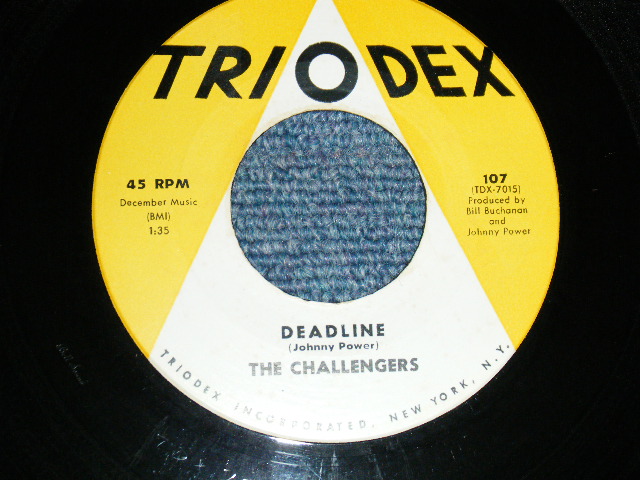 TRIODEX
45 RPM
December Music
(BMI)
1:35
107
(TDX-7015)
Produced by
Bill Buchanan
and
Johnny Power
DEADLINE
(Johnny Power)
THE CHALLENGERS
TRIODEX INCORPORATED, NEW YORK, N.Y.